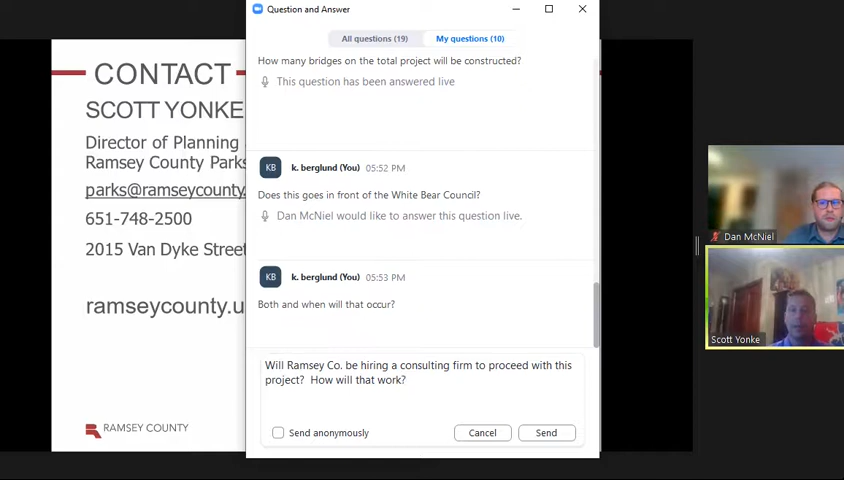 Question and Answer
All questions (19)
My questions (10)
How many bridges on the total project will be constructed?
This question has been answered live
KB
k. berglund (You) 05:52 PM
Does this goes in front of the White Bear Council?
Dan McNiel would like to answer this question live.
KB
k. berglund (You) 05:53 PM
Both and when will that occur?
Will Ramsey Co. be hiring a consulting firm to proceed with this
project? How will that work?
Send anonymously
Cancel
Send
CONTACT
SCOTT YONKE
Director of Planning
Ramsey County Parks
parks@ramseycounty.
651-748-2500
2015 Van Dyke Street
ramseycounty.u
RAMSEY COUNTY
Dan McNiel
Scott Yonke